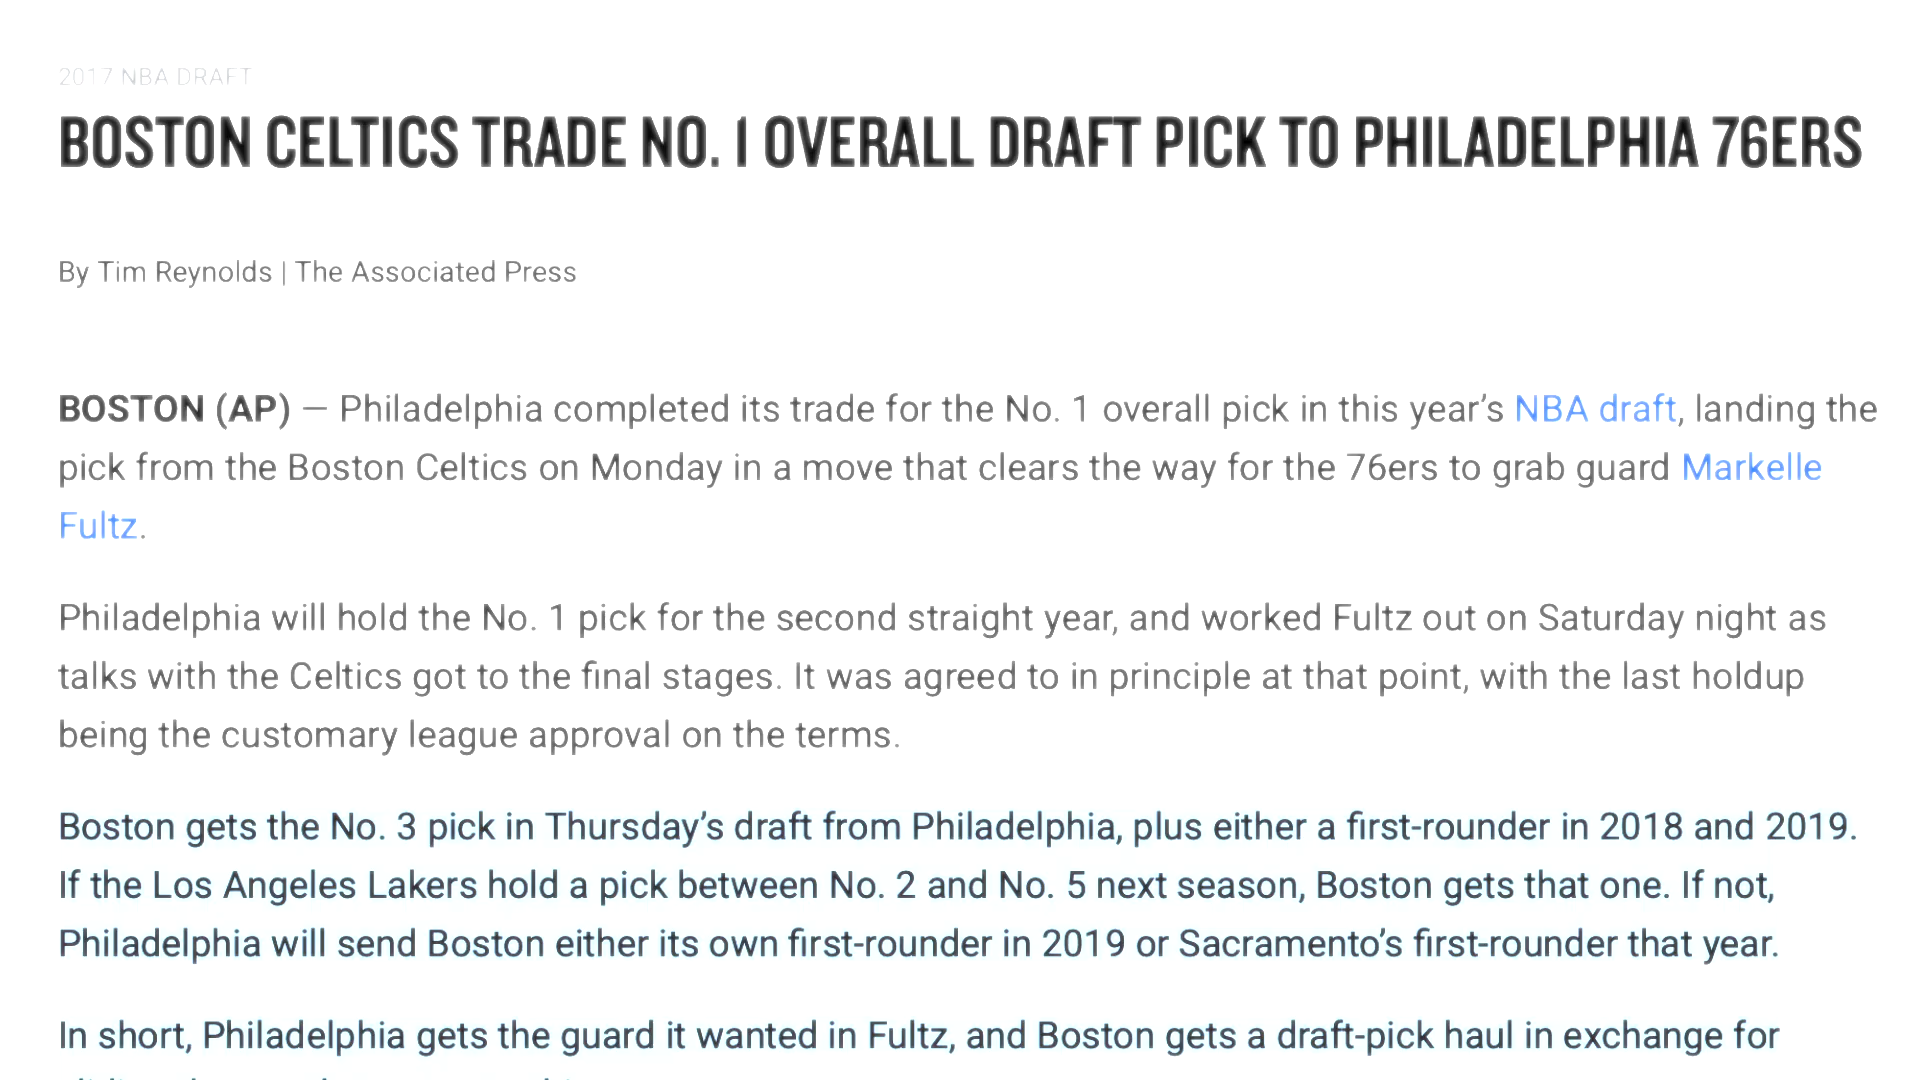 2017 NBA DRAFT
BOSTON CELTICS TRADE NO. 1 OVERALL DRAFT PICK TO PHILADELPHIA 76ERS
By Tim Reynolds | The Associated Press
BOSTON (AP) — Philadelphia completed its trade for the No. 1 overall pick in this year’s NBA draft, landing the
pick from the Boston Celtics on Monday in a move that clears the way for the 76ers to grab guard Markelle
Fultz.
Philadelphia will hold the No. 1 pick for the second straight year, and worked Fultz out on Saturday night as
talks with the Celtics got to the final stages. It was agreed to in principle at that point, with the last holdup
being the customary league approval on the terms.
Boston gets the No. 3 pick in Thursday’s draft from Philadelphia, plus either a first-rounder in 2018 and 2019.
If the Los Angeles Lakers hold a pick between No. 2 and No. 5 next season, Boston gets that one. If not,
Philadelphia will send Boston either its own first-rounder in 2019 or Sacramento’s first-rounder that year.
In short, Philadelphia gets the guard it wanted in Fultz, and Boston gets a draft-pick haul in exchange for